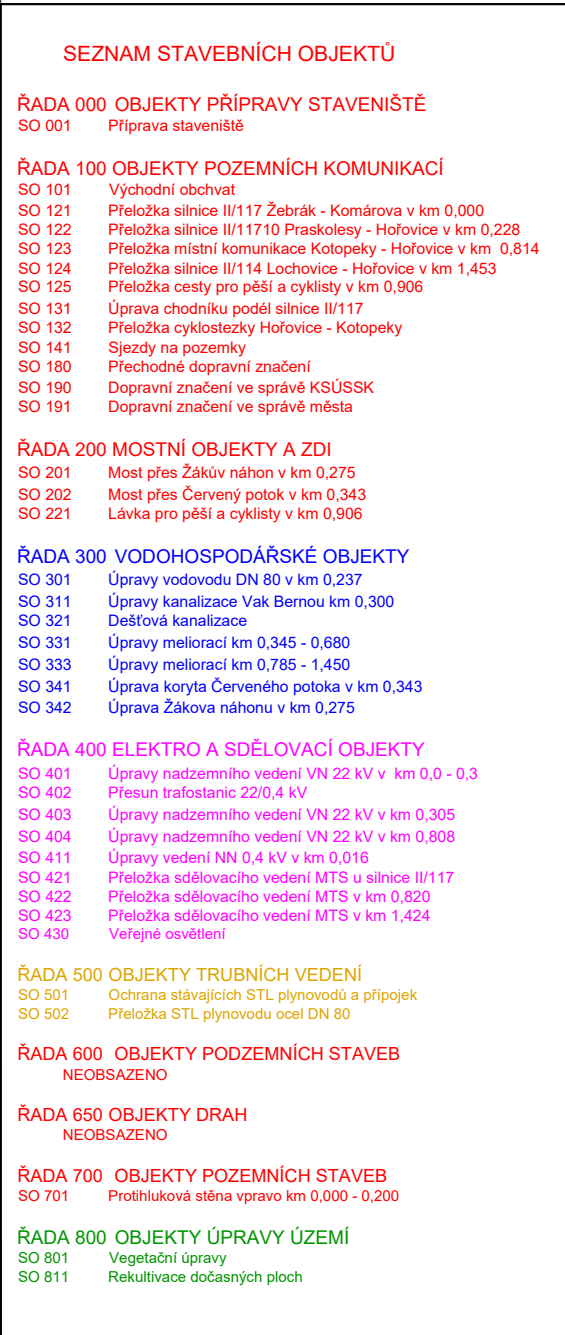 SEZNAM STAVEBNÍCH OBJEKTŮ
ŘADA 000 OBJEKTY PŘÍPRAVY STAVENIŠTĚ
SO 001 Příprava staveniště
ŘADA 100 OBJEKTY POZEMNÍCH KOMUNIKACÍ
SO 101 Východní obchvat
SO 121 Přeložka silnice II/117 Žebrák - Komárova v km 0,000
SO 122 Přeložka silnice II/11710 Praskolesy - Hořovice v km 0,228
SO 123 Přeložka místní komunikace Kotopeky - Hořovice v km 0,814
SO 124 Přeložka silnice II/114 Lochovice - Hořovice v km 1,453
SO 125 Přeložka cesty pro pěší a cyklisty v km 0,906
SO 131 Úprava chodníku podél silnice II/117
SO 132 Přeložka cyklostezky Hořovice - Kotopeky
SO 141 Sjezdy na pozemky
SO 180 Přechodné dopravní značení
SO 190 Dopravní značení ve správě KSÚSSK
SO 191 Dopravní značení ve správě města
ŘADA 200 MOSTNÍ OBJEKTY A ZDI
SO 201 Most přes Žákův náhon v km 0,275
SO 202 Most přes Červený potok v km 0,343
SO 221 Lávka pro pěší a cyklisty v km 0,906
ŘADA 300 VODOHOSPODÁŘSKÉ OBJEKTY
SO 301 Úpravy vodovodu DN 80 v km 0,237
SO 311 Úpravy kanalizace Vak Bernou km 0,300
SO 321 Dešťová kanalizace
SO 331 Úpravy meliorací km 0,345 - 0,680
SO 333 Úpravy meliorací km 0,785 - 1,450
SO 341 Úprava koryta Červeného potoka v km 0,343
SO 342 Úprava Žákova náhonu v km 0,275
ŘADA 400 ELEKTRO A SDĚLOVACÍ OBJEKTY
SO 401 Úpravy nadzemního vedení VN 22 kV v km 0,0 - 0,3
SO 402 Přesun trafostanic 22/0,4 kV
SO 403 Úpravy nadzemního vedení VN 22 kV v km 0,305
SO 404 Úpravy nadzemního vedení VN 22 kV v km 0,808
SO 411 Úpravy vedení NN 0,4 kV v km 0,016
SO 421 Přeložka sdělovacího vedení MTS u silnice II/117
SO 422 Přeložka sdělovacího vedení MTS v km 0,820
SO 423 Přeložka sdělovacího vedení MTS v km 1,424
SO 430 Veřejné osvětlení
ŘADA 500 OBJEKTY TRUBNÍCH VEDENÍ
SO 501 Ochrana stávajících STL plynovodů a přípojek
SO 502 Přeložka STL plynovodu ocel DN 80
ŘADA 600 OBJEKTY PODZEMNÍCH STAVEB
NEOBSAZENO
ŘADA 650 OBJEKTY DRAH
NEOBSAZENO
ŘADA 700 OBJEKTY POZEMNÍCH STAVEB
SO 701 Protihluková stěna vpravo km 0,000 - 0,200
ŘADA 800 OBJEKTY ÚPRAVY ÚZEMÍ
SO 801 Vegetační úpravy
SO 811 Rekultivace dočasných ploch